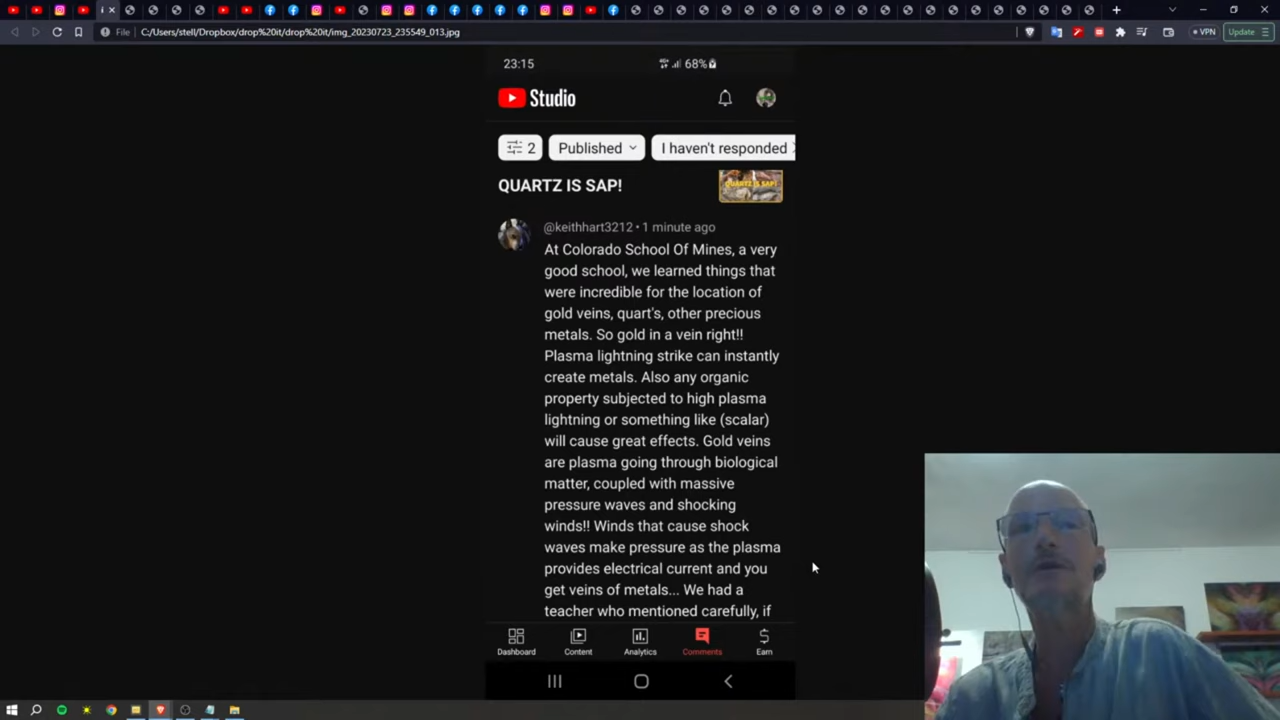 File
C:/Users/stell/Dropbox/drop%20it/drop%20it/img_20230723_235549_013.jpg
VPN
Update
23:15
68%
Studio
2
Published
I haven't responded
QUARTZ IS SAP!
QUARTZ IS SAP!
@keithhart3212 • 1 minute ago
At Colorado School Of Mines, a very
good school, we learned things that
were incredible for the location of
gold veins, quart's, other precious
metals. So gold in a vein right!!
Plasma lightning strike can instantly
create metals. Also any organic
property subjected to high plasma
lightning or something like (scalar)
will cause great effects. Gold veins
are plasma going through biological
matter, coupled with massive
pressure waves and shocking
winds!! Winds that cause shock
waves make pressure as the plasma
provides electrical current and you
get veins of metals... We had a
teacher who mentioned carefully, if
Dashboard
Content
Analytics
Comments
Earn